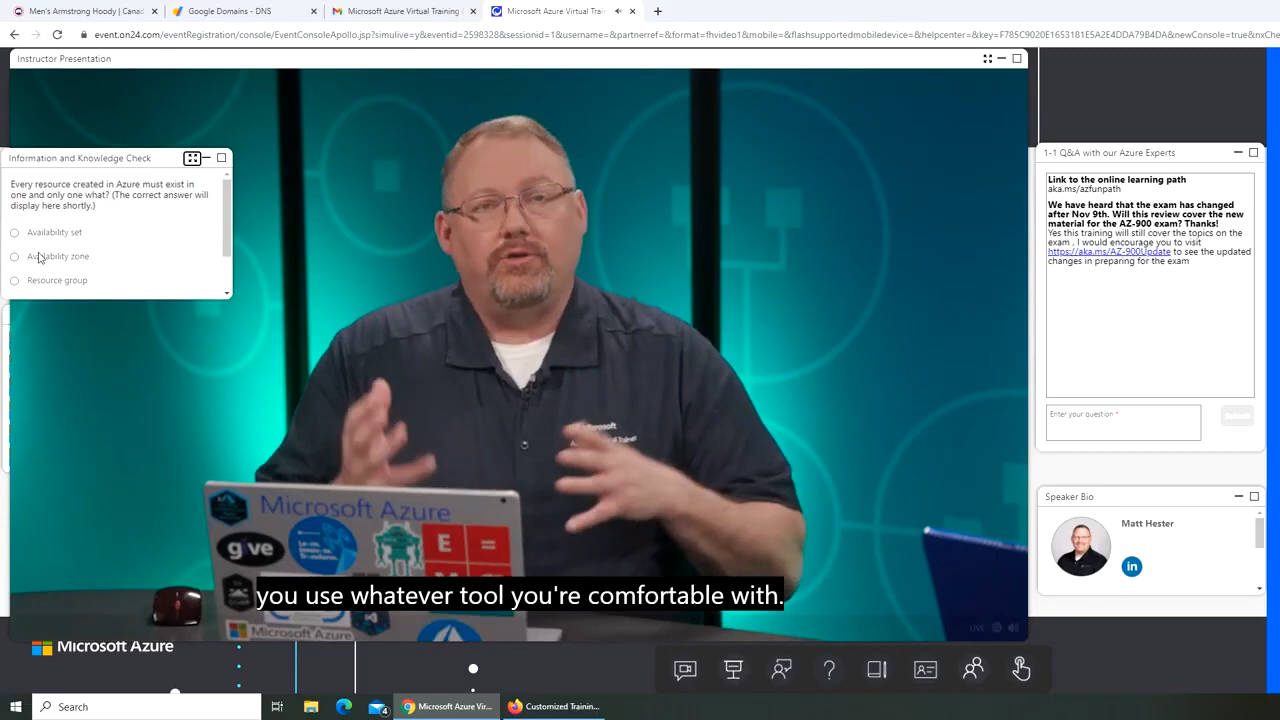 Men's Armstrong Hoody | Canad
Google Domains - DNS
Microsoft Azure Virtual Training
Microsoft Azure Virtual Train
event.on24.com/eventRegistration/console/EventConsoleApollo.jsp?simulive=y&eventid=2598328&sessionid=1&username=&partnerref=&format=fhvideo1&mobile=&flashsupportedmobiledevice=&helpcenter=&key=F785C9020E1653181E5A2E4DDA79B4DA&newConsole=true&nxChe
Instructor Presentation
Information and Knowledge Check
Every resource created in Azure must exist in
one and only one what? (The correct answer will
display here shortly.)
Availability set
Availability zone
Resource group
Microsoft Azure
give
E =
you use whatever tool you're comfortable with.
Microsoft Azure
LIVE
1-1 Q&A with our Azure Experts
Link to the online learning path
aka.ms/azfunpath
We have heard that the exam has changed
after Nov 9th. Will this review cover the new
material for the AZ-900 exam? Thanks!
Yes this training will still cover the topics on the
exam . I would encourage you to visit
https://aka.ms/AZ-900Update to see the updated
changes in preparing for the exam
Enter your question *
Submit
Speaker Bio
Matt Hester
in
Microsoft Azure
Search
4
Microsoft Azure Vir...
Customized Trainin...